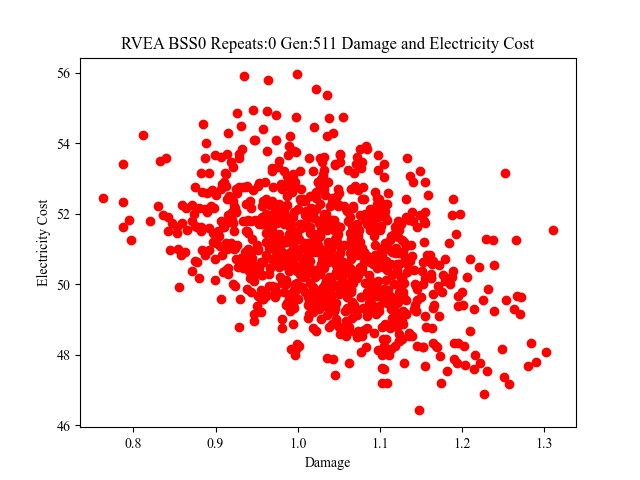 RVEA BSS0 Repeats:0 Gen:511 Damage and Electricity Cost
56
54
52
50
48
46
Electricity Cost
0.8 0.9 1.0 1.1 1.2 1.3
Damage